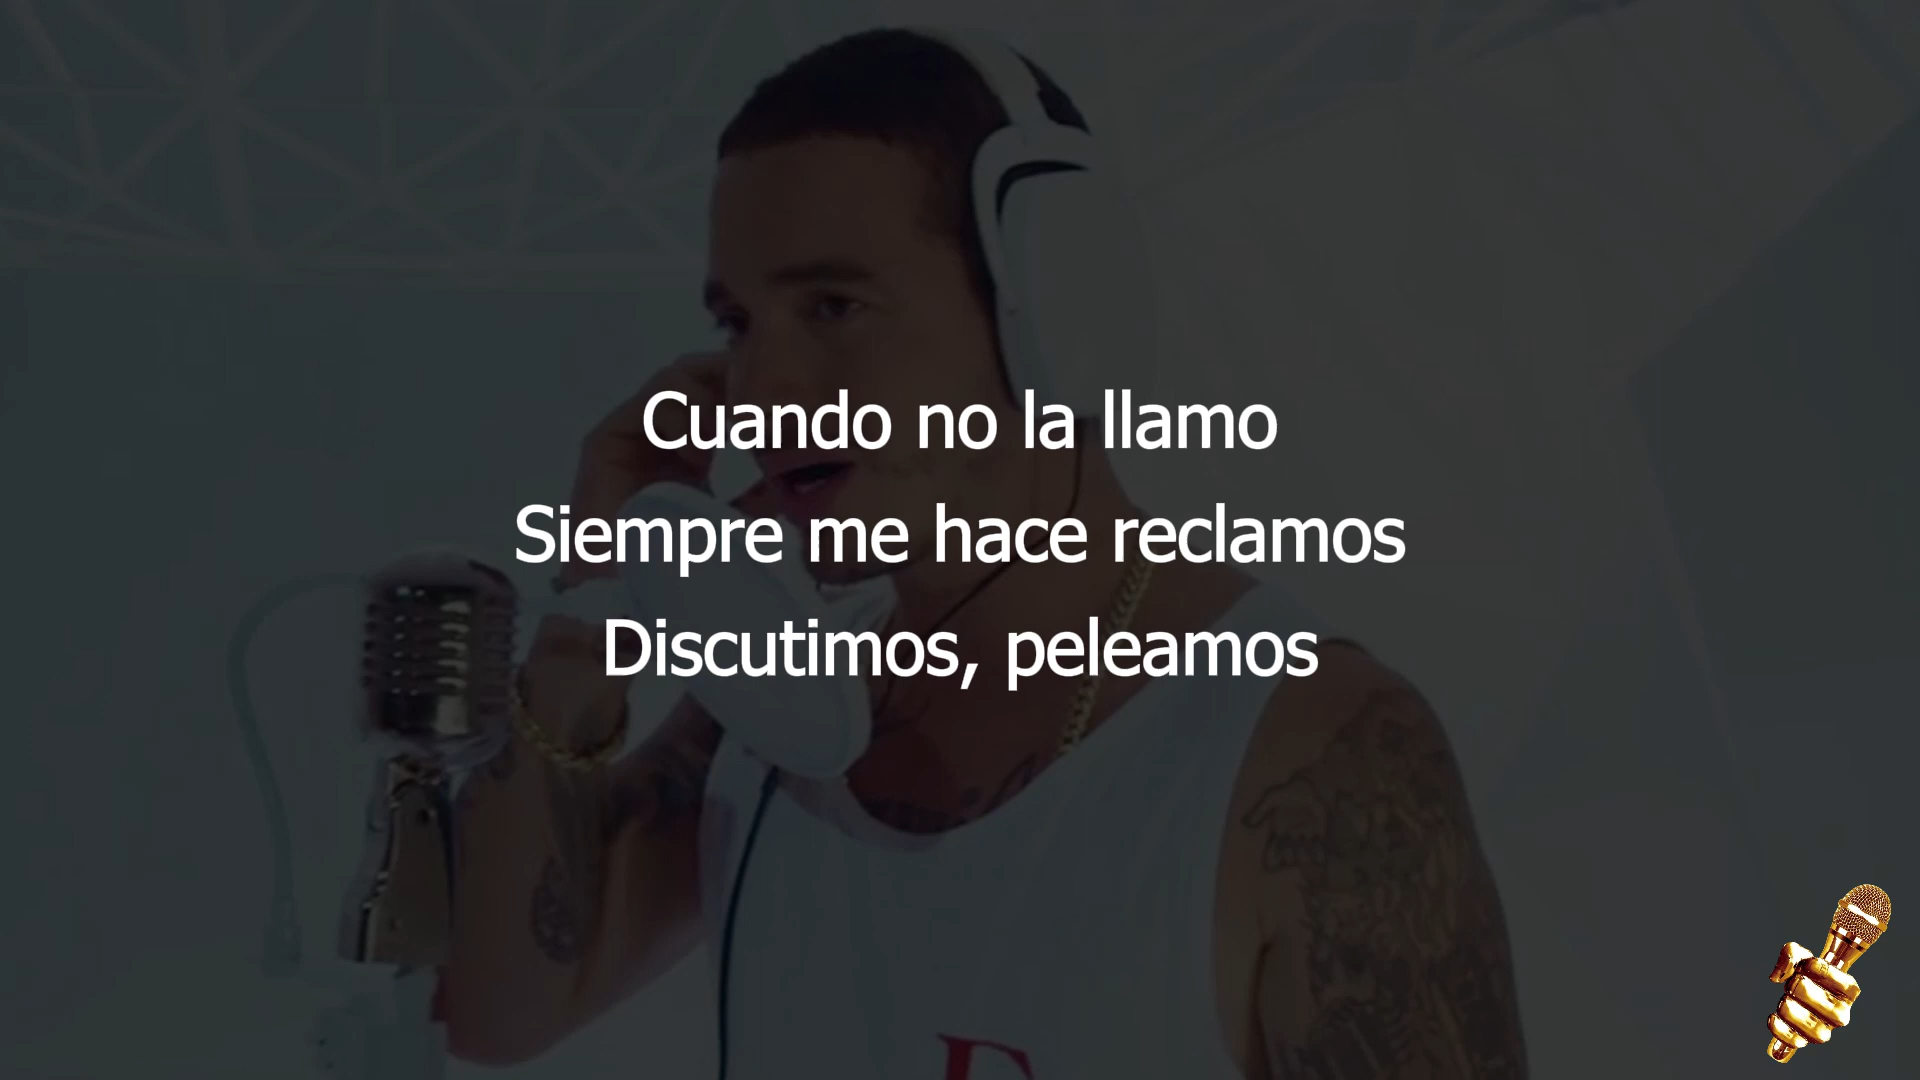 Cuando no la llamo
Siempre me hace reclamos
Discutimos, peleamos